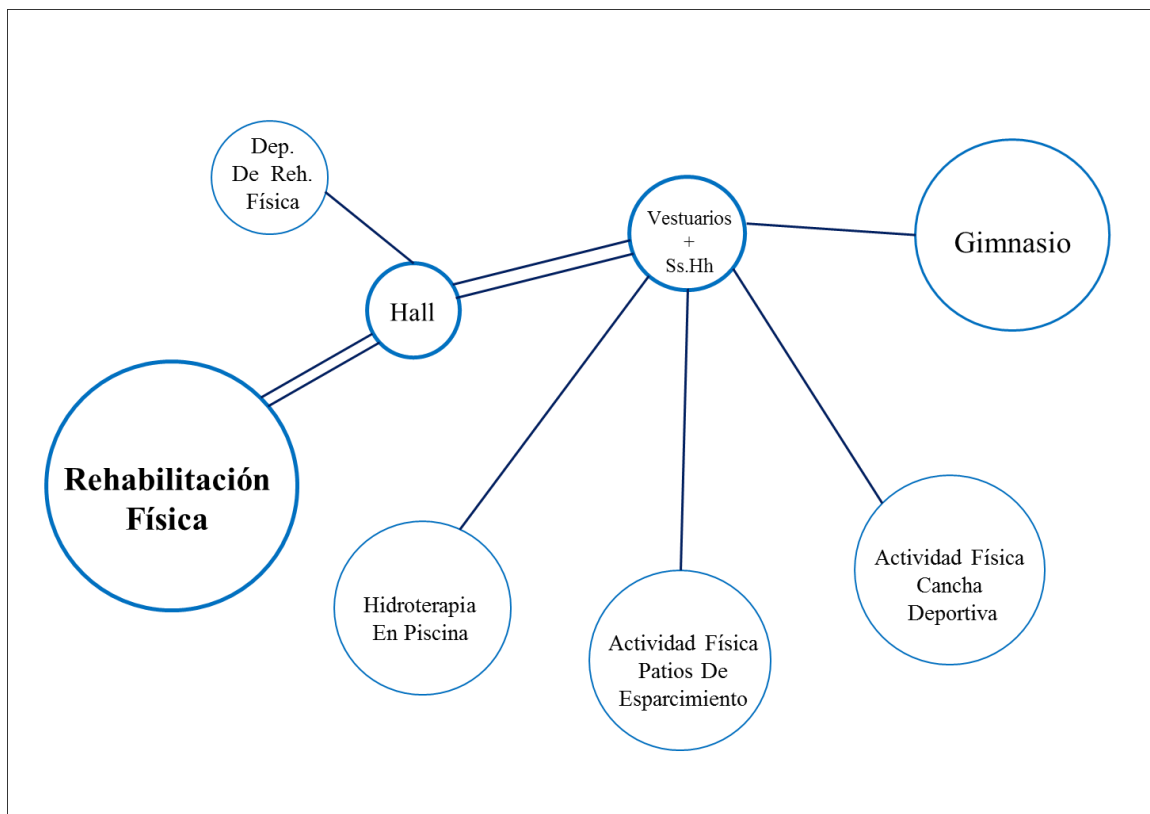 Dep.
De Reh.
Física
Vestuarios
+
Ss.Hh
Gimnasio
Hall
Rehabilitación
Física
Hidroterapia
En Piscina
Actividad Física
Patios De
Esparcimiento
Actividad Física
Cancha
Deportiva